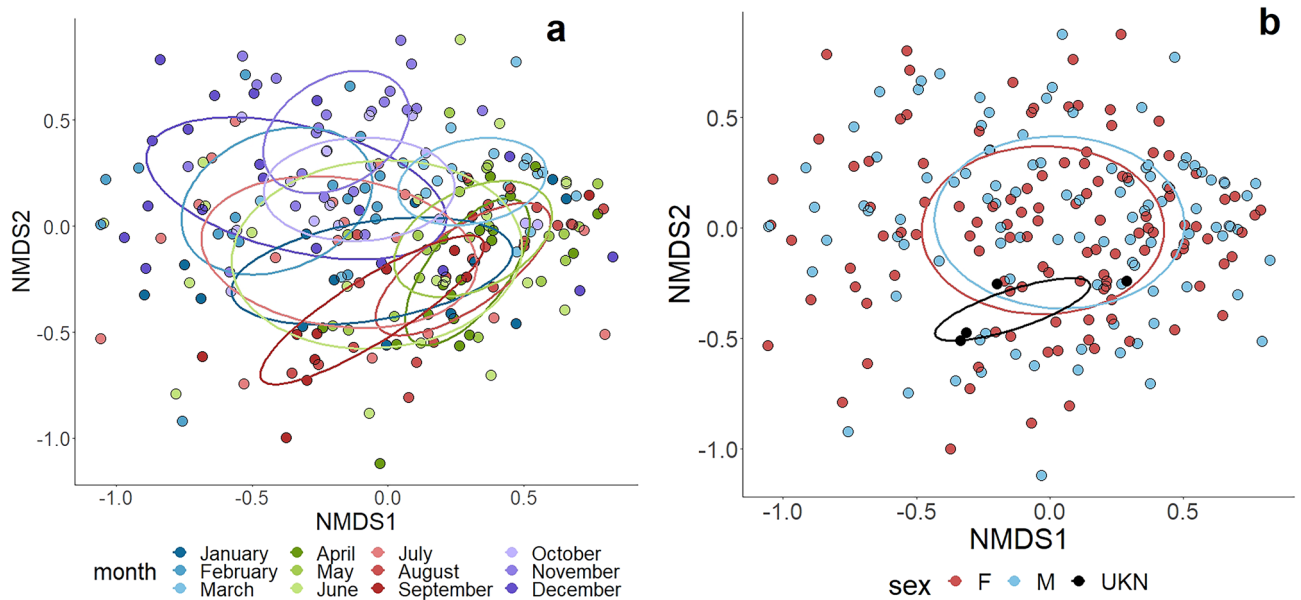 a
0.5
0.0
-0.5
-1.0
NMDS2
-1.0 -0.5 0.0 0.5
NMDS1
month
January April July October
February May August November
March June September December
b
0.5
0.0
-0.5
-1.0
NMDS2
-1.0 -0.5 0.0 0.5
NMDS1
sex F M UKN